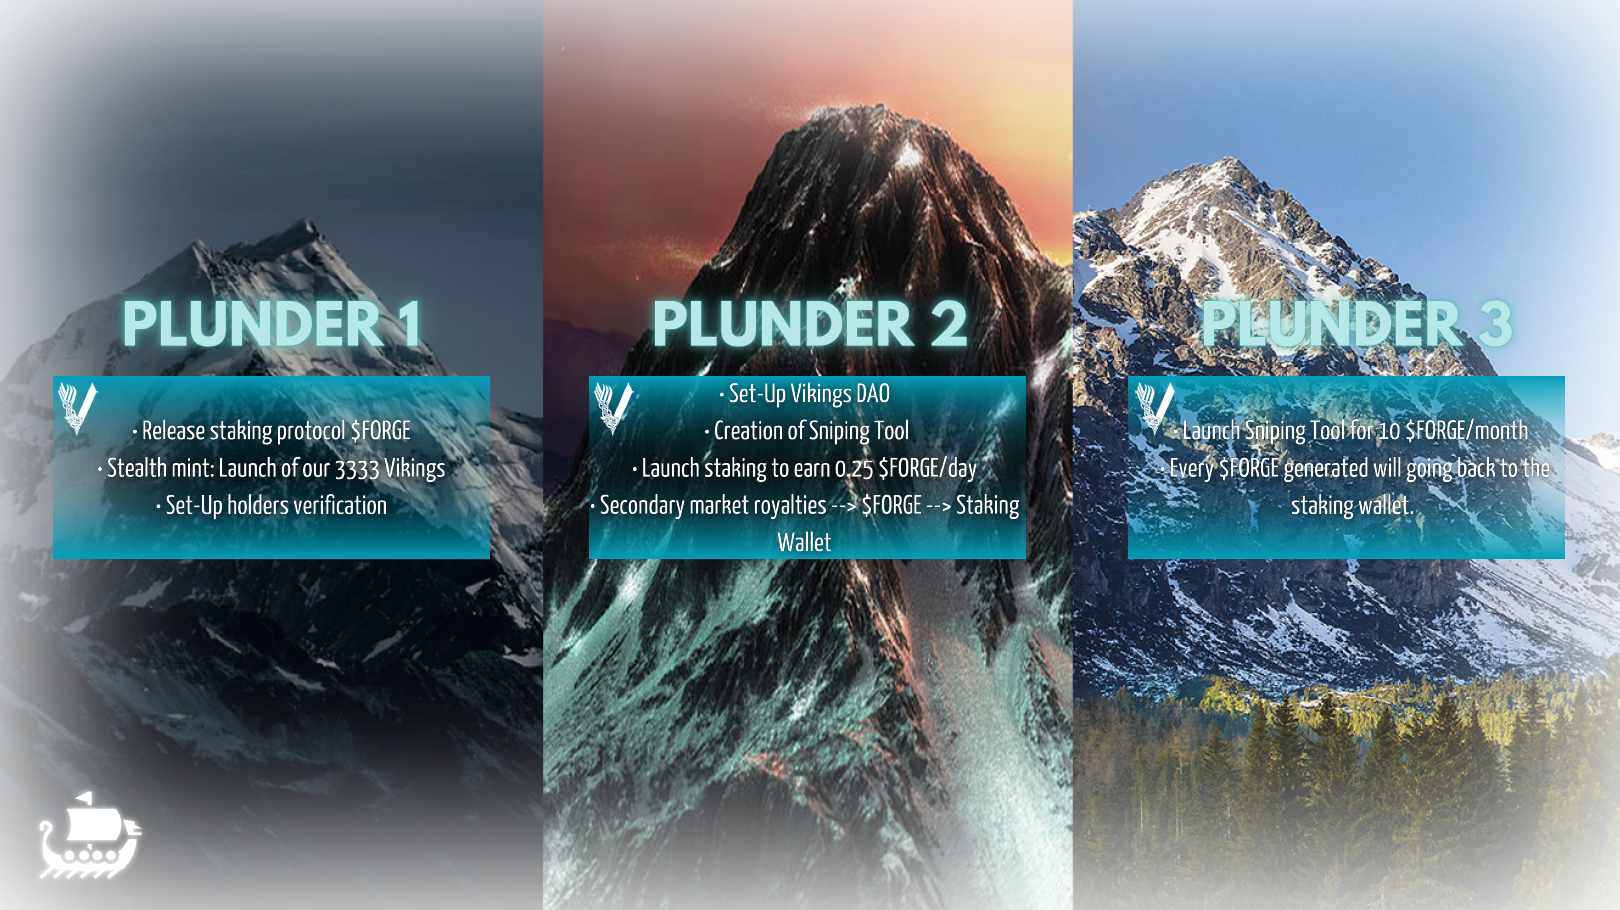 PLUNDER 1
• Release staking protocol $FORGE
• Stealth mint: Launch of our 3333 Vikings
• Set-Up holders verification
PLUNDER 2
• Set-Up Vikings DAO
• Creation of Sniping Tool
• Launch staking to earn 0.25 $FORGE/day
• Secondary market royalties --> $FORGE --> Staking
Wallet
PLUNDER 3
Launch Sniping Tool for 10 $FORGE/month
• Every $FORGE generated will going back to the
staking wallet.